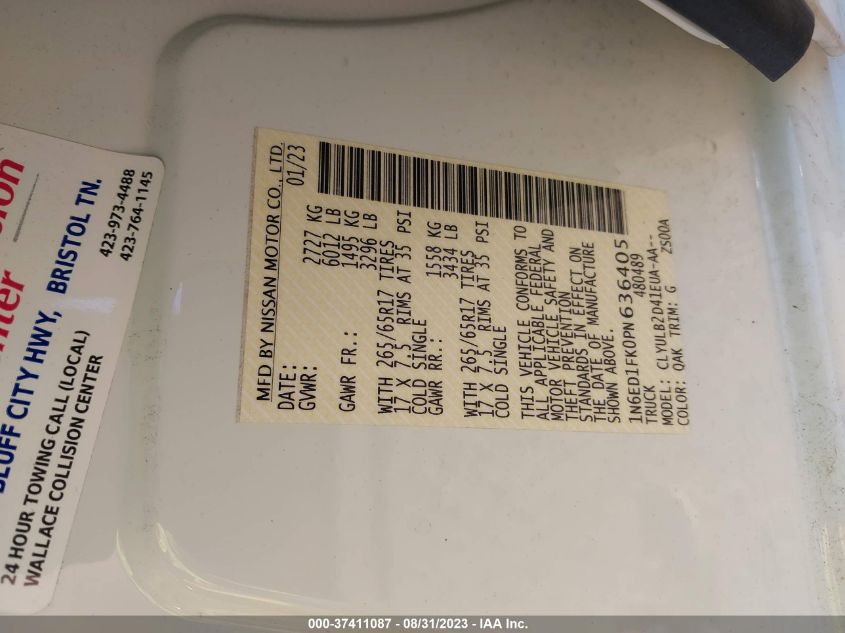 MFD BY NISSAN MOTOR CO., LTD.
DATE: 01/23
GVWR: 2727 KG
6012 LB
GAWR FR.: 1495 KG
3296 LB
WITH 265/65R17 TIRES
17 X 7.5 RIMS AT 35 PSI
COLD SINGLE
GAWR RR.: 1558 KG
3434 LB
WITH 265/65R17 TIRES
17 X 7.5 RIMS AT 35 PSI
COLD SINGLE
THIS VEHICLE CONFORMS TO
ALL APPLICABLE FEDERAL
MOTOR VEHICLE SAFETY AND
THEFT PREVENTION
STANDARDS IN EFFECT ON
THE DATE OF MANUFACTURE
SHOWN ABOVE.
1N6ED1FK0PN636405
TRUCK 480489
MODEL: CLYULBZD41EUA-AA--
COLOR: QAK TRIM: G ZS00A
BLUFF CITY HWY, BRISTOL TN.
423-973-4488
24 HOUR TOWING CALL (LOCAL) 423-764-1145
WALLACE COLLISION CENTER
000-37411087 - 08/31/2023 - IAA Inc.